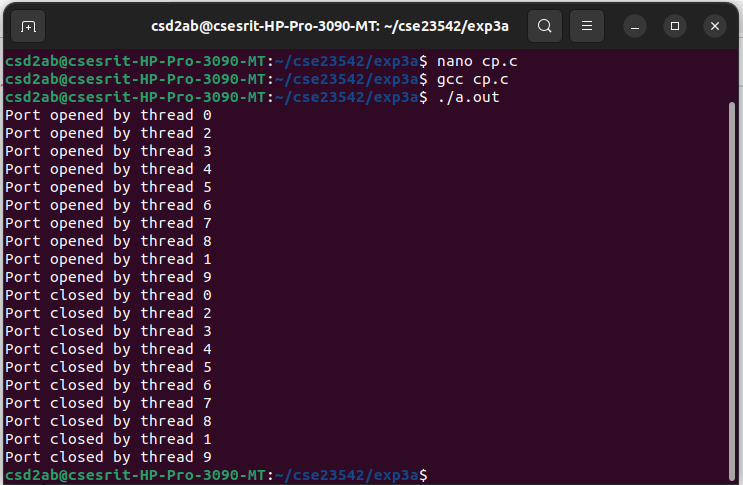 csd2ab@csesrit-HP-Pro-3090-MT: ~/cse23542/exp3a
csd2ab@csesrit-HP-Pro-3090-MT:~/cse23542/exp3a$ nano cp.c
csd2ab@csesrit-HP-Pro-3090-MT:~/cse23542/exp3a$ gcc cp.c
csd2ab@csesrit-HP-Pro-3090-MT:~/cse23542/exp3a$ ./a.out
Port opened by thread 0
Port opened by thread 2
Port opened by thread 3
Port opened by thread 4
Port opened by thread 5
Port opened by thread 6
Port opened by thread 7
Port opened by thread 8
Port opened by thread 1
Port opened by thread 9
Port closed by thread 0
Port closed by thread 2
Port closed by thread 3
Port closed by thread 4
Port closed by thread 5
Port closed by thread 6
Port closed by thread 7
Port closed by thread 8
Port closed by thread 1
Port closed by thread 9
csd2ab@csesrit-HP-Pro-3090-MT:~/cse23542/exp3a$